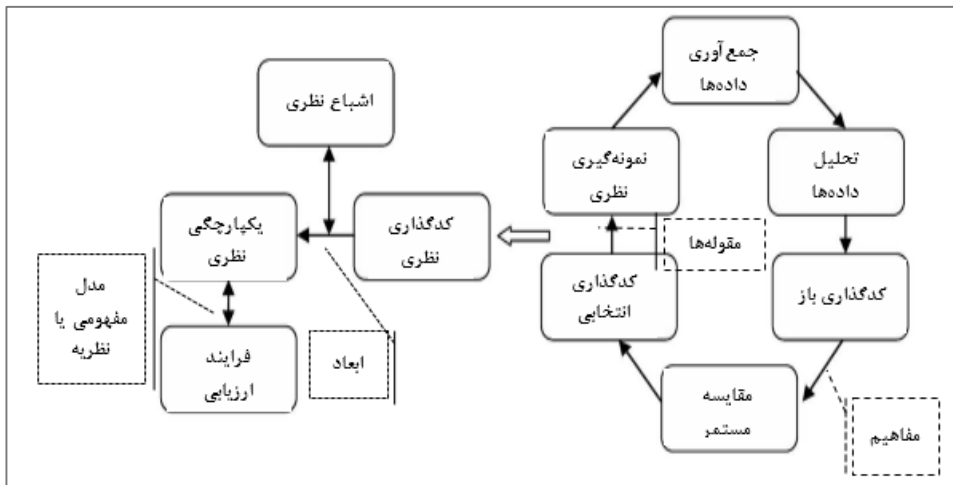 جمع‌آوری
داده‌ها
تحلیل
داده‌ها
کدگذاری باز
مفاهیم
مقایسه
مستمر
کدگذاری
انتخابی
مقوله‌ها
نمونه‌گیری
نظری
کدگذاری
نظری
اشباع نظری
ابعاد
یکپارچگی
نظری
فرایند
ارزیابی
مدل
مفهومی یا
نظریه